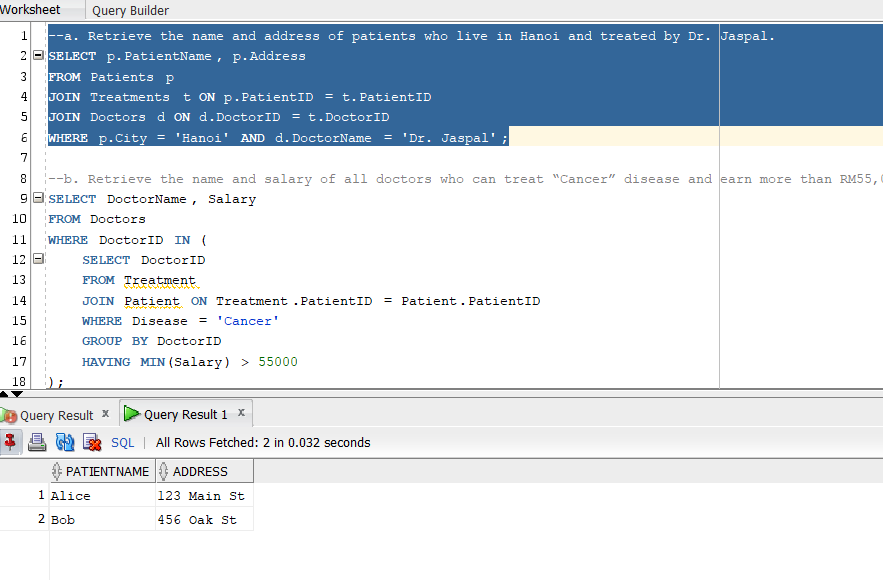 Worksheet Query Builder
1 --a. Retrieve the name and address of patients who live in Hanoi and treated by Dr. Jaspal.
2 SELECT p.PatientName, p.Address
3 FROM Patients p
4 JOIN Treatments t ON p.PatientID = t.PatientID
5 JOIN Doctors d ON d.DoctorID = t.DoctorID
6 WHERE p.City = 'Hanoi' AND d.DoctorName = 'Dr. Jaspal';
7
8 --b. Retrieve the name and salary of all doctors who can treat “Cancer” disease and earn more than RM55,
9 SELECT DoctorName, Salary
10 FROM Doctors
11 WHERE DoctorID IN (
12 SELECT DoctorID
13 FROM Treatment
14 JOIN Patient ON Treatment.PatientID = Patient.PatientID
15 WHERE Disease = 'Cancer'
16 GROUP BY DoctorID
17 HAVING MIN(Salary) > 55000
18 );
Query Result x Query Result 1 x
SQL | All Rows Fetched: 2 in 0.032 seconds
PATIENTNAME ADDRESS
1 Alice 123 Main St
2 Bob 456 Oak St